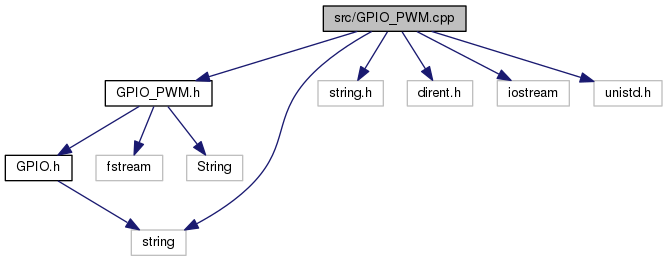 src/GPIO_PWM.cpp
GPIO_PWM.h
string.h
dirent.h
iostream
unistd.h
GPIO.h
fstream
String
string